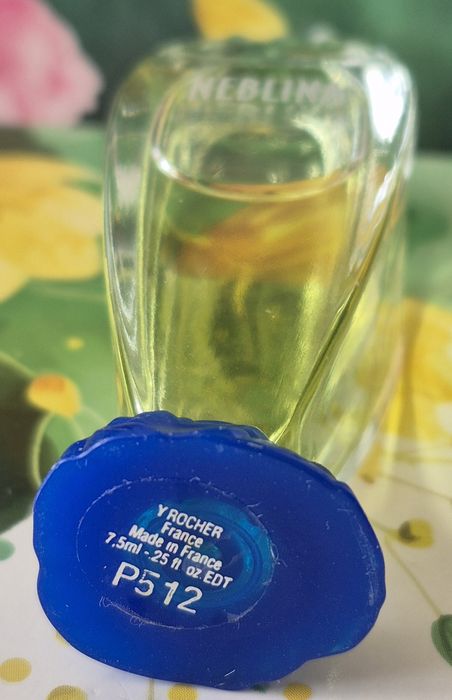 NEBLINA
Y ROCHER
France
Made in France
7,5ml - .25 fl oz.EDT
P512